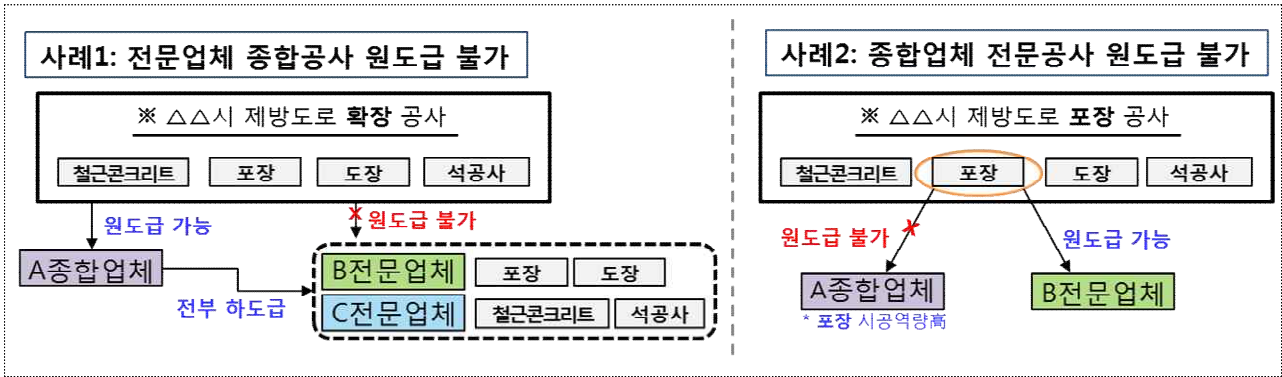 사례1: 전문업체 종합공사 원도급 불가
※ △△시 제방도로 확장 공사
철근콘크리트 포장 도장 석공사
원도급 가능
X 원도급 불가
A종합업체
전부 하도급
B전문업체 포장 도장
C전문업체 철근콘크리트 석공사
사례2: 종합업체 전문공사 원도급 불가
※ △△시 제방도로 포장 공사
철근콘크리트 포장 도장 석공사
원도급 불가 X
원도급 가능
A종합업체
* 포장 시공역량高
B전문업체